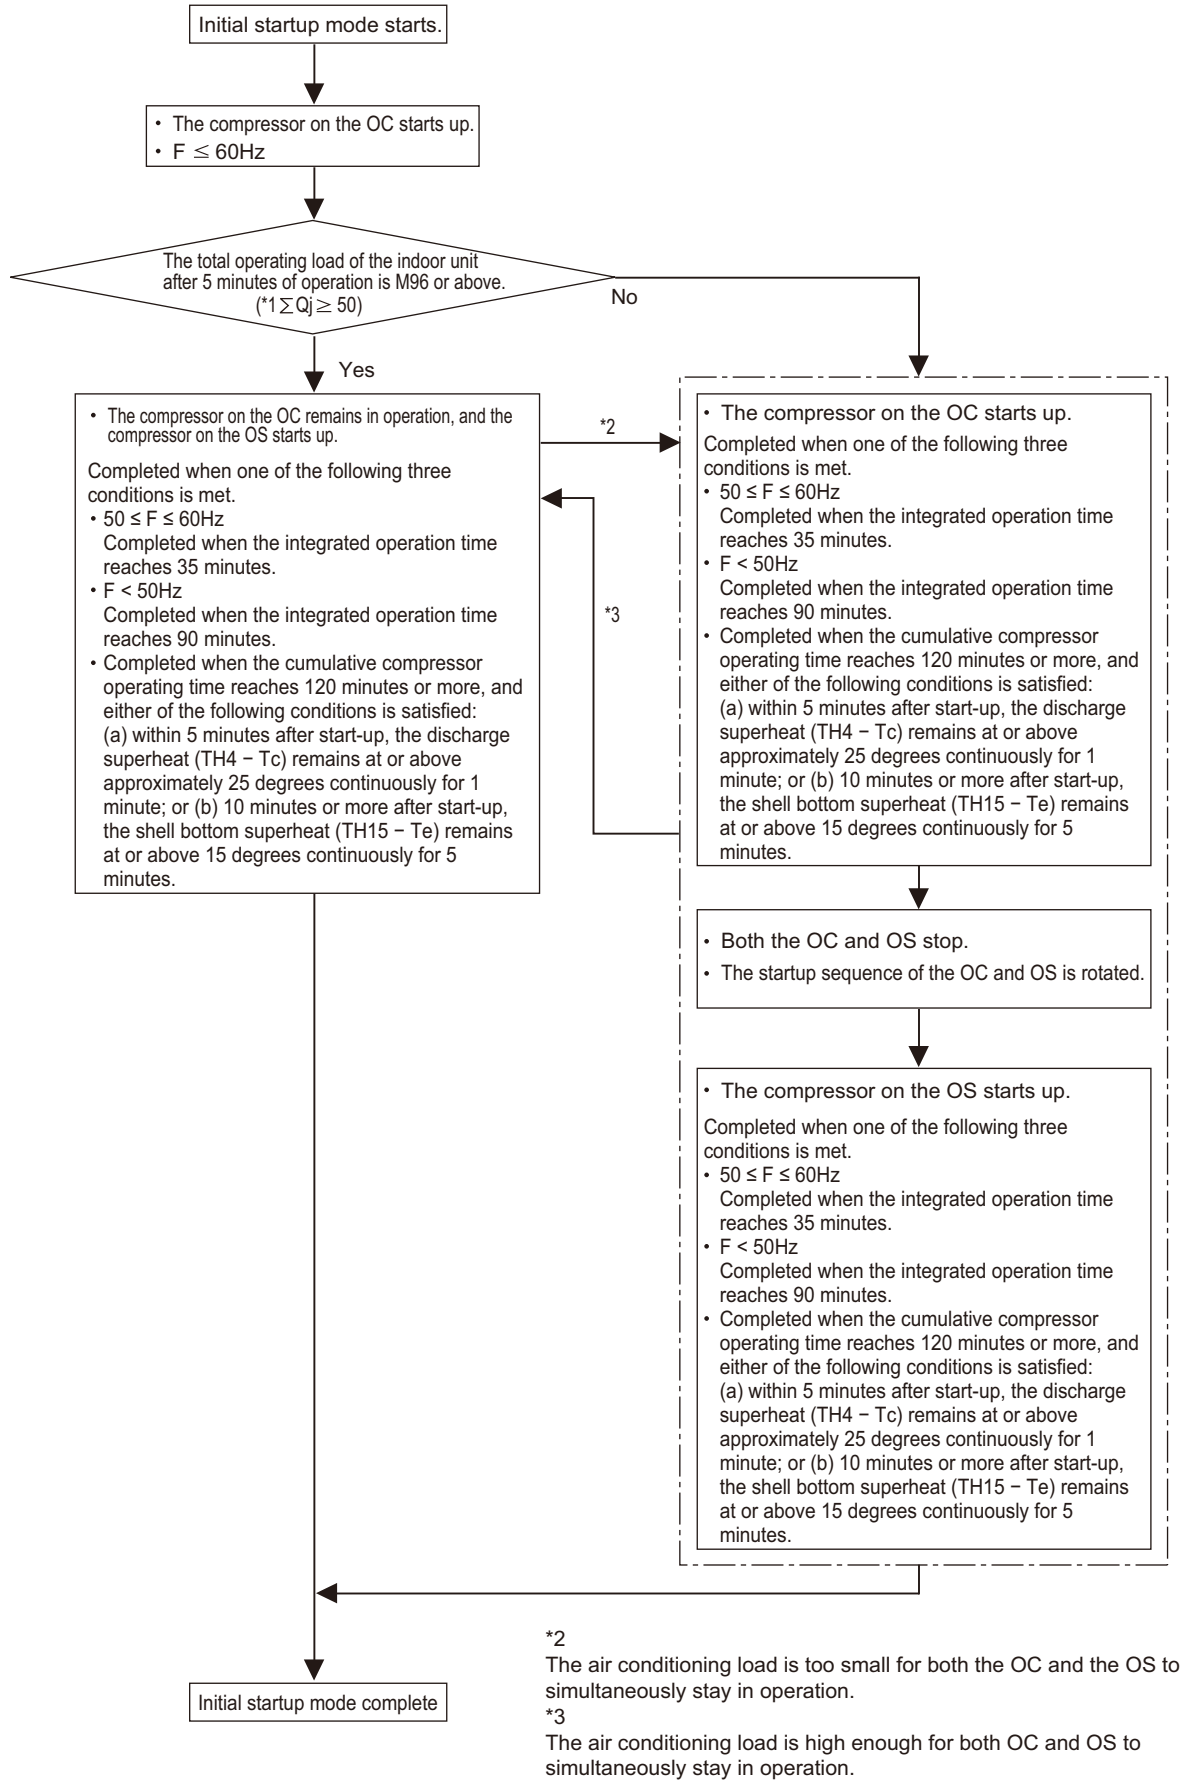 Initial startup mode starts.
・ The compressor on the OC starts up.
・ F ≤ 60Hz
The total operating load of the indoor unit
after 5 minutes of operation is M96 or above.
(*1∑Qj≥ 50)
No
Yes
・ The compressor on the OC remains in operation, and the
compressor on the OS starts up.
Completed when one of the following three
conditions is met.
・ 50 ≤ F ≤ 60Hz
Completed when the integrated operation time
reaches 35 minutes.
・ F < 50Hz
Completed when the integrated operation time
reaches 90 minutes.
・ Completed when the cumulative compressor
operating time reaches 120 minutes or more, and
either of the following conditions is satisfied:
(a) within 5 minutes after start-up, the discharge
superheat (TH4 − Tc) remains at or above
approximately 25 degrees continuously for 1
minute; or (b) 10 minutes or more after start-up,
the shell bottom superheat (TH15 − Te) remains
at or above 15 degrees continuously for 5
minutes.
*2
*3
・ The compressor on the OC starts up.
Completed when one of the following three
conditions is met.
・ 50 ≤ F ≤ 60Hz
Completed when the integrated operation time
reaches 35 minutes.
・ F < 50Hz
Completed when the integrated operation time
reaches 90 minutes.
・ Completed when the cumulative compressor
operating time reaches 120 minutes or more, and
either of the following conditions is satisfied:
(a) within 5 minutes after start-up, the discharge
superheat (TH4 − Tc) remains at or above
approximately 25 degrees continuously for 1
minute; or (b) 10 minutes or more after start-up,
the shell bottom superheat (TH15 − Te) remains
at or above 15 degrees continuously for 5
minutes.
・ Both the OC and OS stop.
・ The startup sequence of the OC and OS is rotated.
・ The compressor on the OS starts up.
Completed when one of the following three
conditions is met.
・ 50 ≤ F ≤ 60Hz
Completed when the integrated operation time
reaches 35 minutes.
・ F < 50Hz
Completed when the integrated operation time
reaches 90 minutes.
・ Completed when the cumulative compressor
operating time reaches 120 minutes or more, and
either of the following conditions is satisfied:
(a) within 5 minutes after start-up, the discharge
superheat (TH4 − Tc) remains at or above
approximately 25 degrees continuously for 1
minute; or (b) 10 minutes or more after start-up,
the shell bottom superheat (TH15 − Te) remains
at or above 15 degrees continuously for 5
minutes.
Initial startup mode complete
*2
The air conditioning load is too small for both the OC and the OS to
simultaneously stay in operation.
*3
The air conditioning load is high enough for both OC and OS to
simultaneously stay in operation.